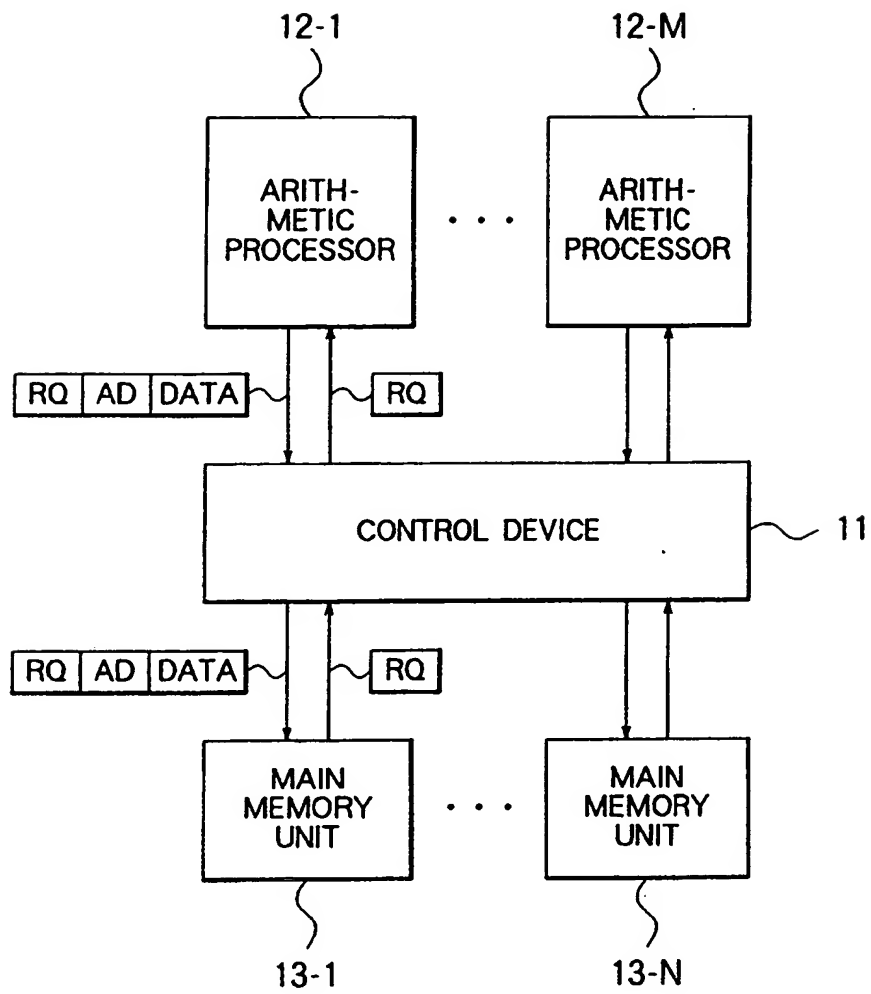 12-1
12-M
ARITH-
METIC
PROCESSOR
ARITH-
METIC
PROCESSOR
RQ AD DATA
RQ
CONTROL DEVICE
11
RQ AD DATA
RQ
MAIN
MEMORY
UNIT
MAIN
MEMORY
UNIT
13-1
13-N